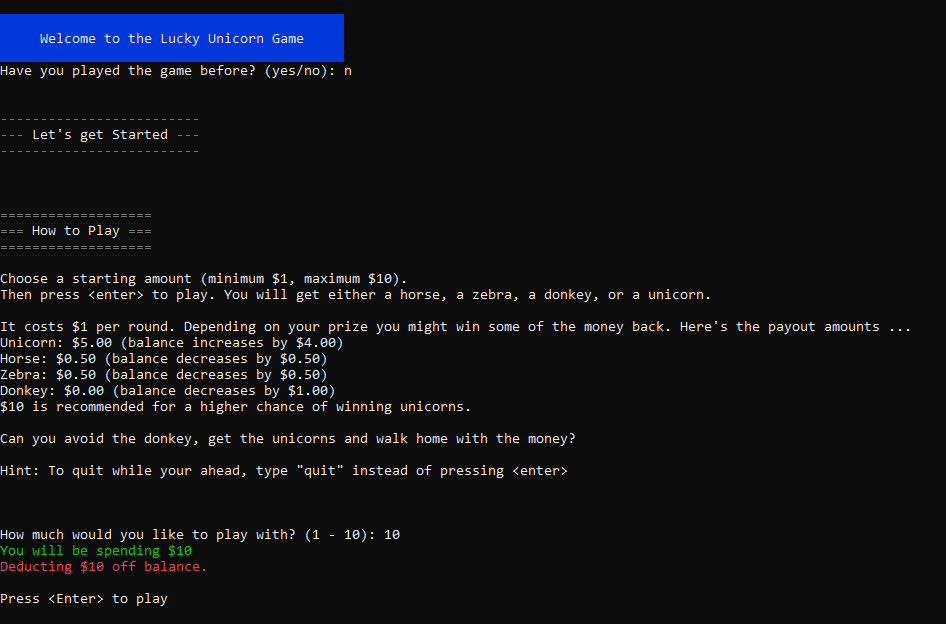 Welcome to the Lucky Unicorn Game
Have you played the game before? (yes/no): n
-------------------------
--- Let's get Started ---
-------------------------
===================
=== How to Play ===
===================
Choose a starting amount (minimum $1, maximum $10).
Then press <enter> to play. You will get either a horse, a zebra, a donkey, or a unicorn.
It costs $1 per round. Depending on your prize you might win some of the money back. Here's the payout amounts ...
Unicorn: $5.00 (balance increases by $4.00)
Horse: $0.50 (balance decreases by $0.50)
Zebra: $0.50 (balance decreases by $0.50)
Donkey: $0.00 (balance decreases by $1.00)
$10 is recommended for a higher chance of winning unicorns.
Can you avoid the donkey, get the unicorns and walk home with the money?
Hint: To quit while your ahead, type "quit" instead of pressing <enter>
How much would you like to play with? (1 - 10): 10
You will be spending $10
Deducting $10 off balance.
Press <Enter> to play